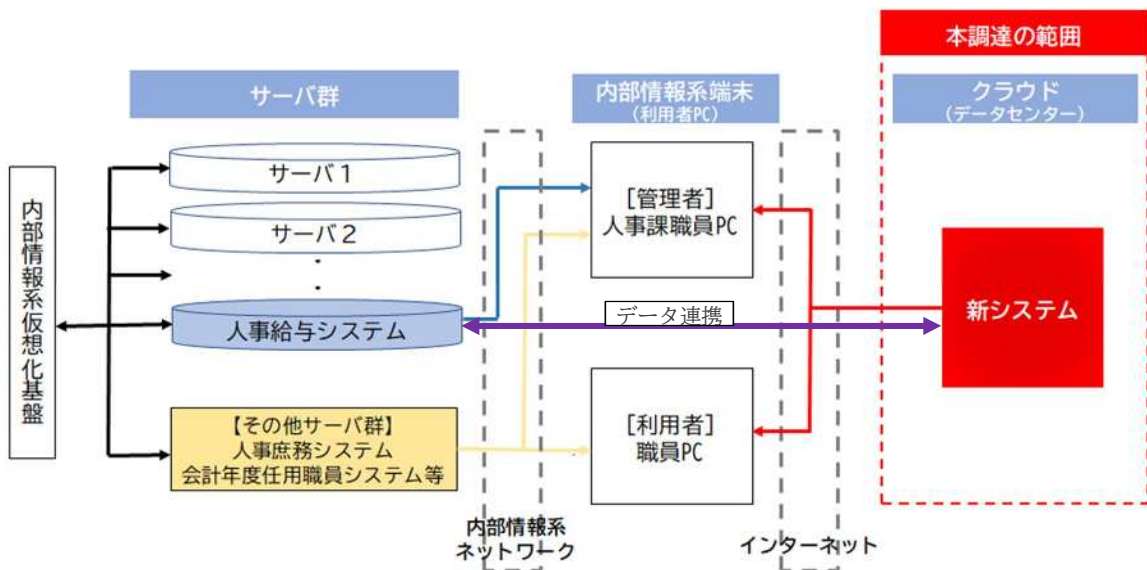 本調達の範囲
サーバ群
内部情報系端末
（利用者PC）
クラウド
（データセンター）
内部情報系仮想化基盤
サーバ１
サーバ２
・
・
人事給与システム
【その他サーバ群】
人事庶務システム
会計年度任用職員システム等
［管理者］
人事課職員PC
データ連携
［利用者］
職員PC
新システム
内部情報系
ネットワーク
インターネット